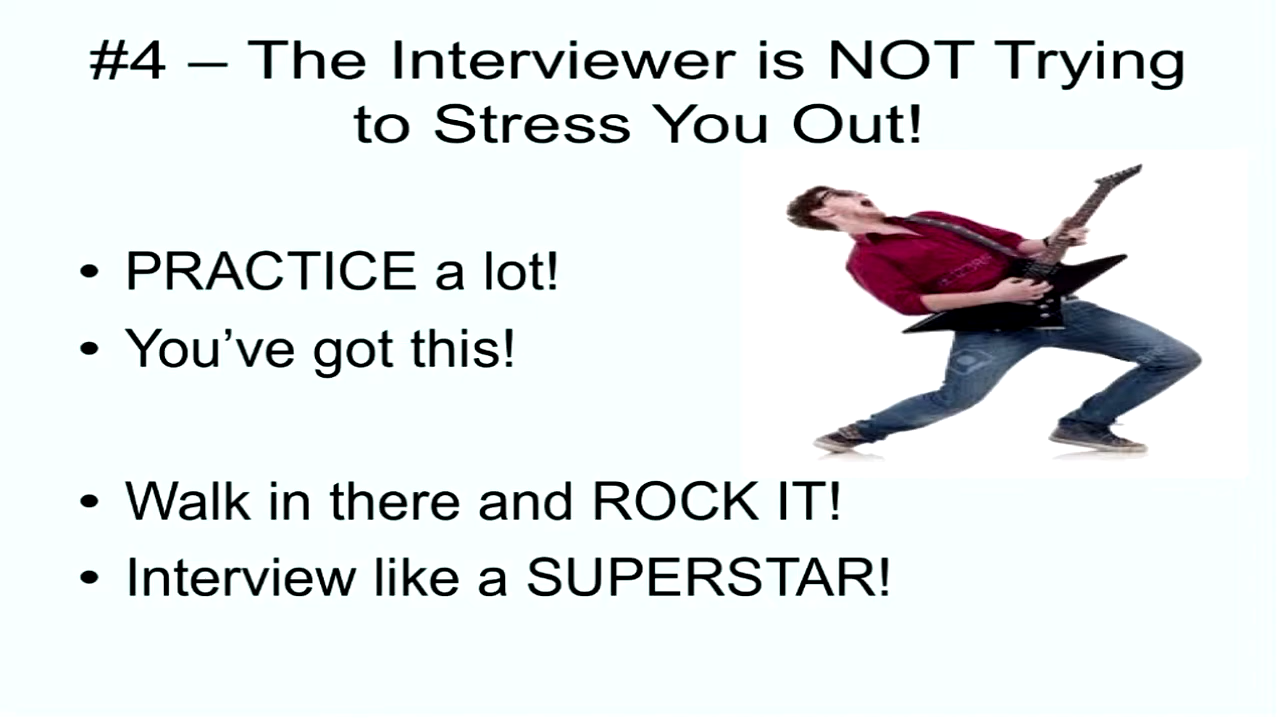 #4 – The Interviewer is NOT Trying
to Stress You Out!
• PRACTICE a lot!
• You’ve got this!
• Walk in there and ROCK IT!
• Interview like a SUPERSTAR!